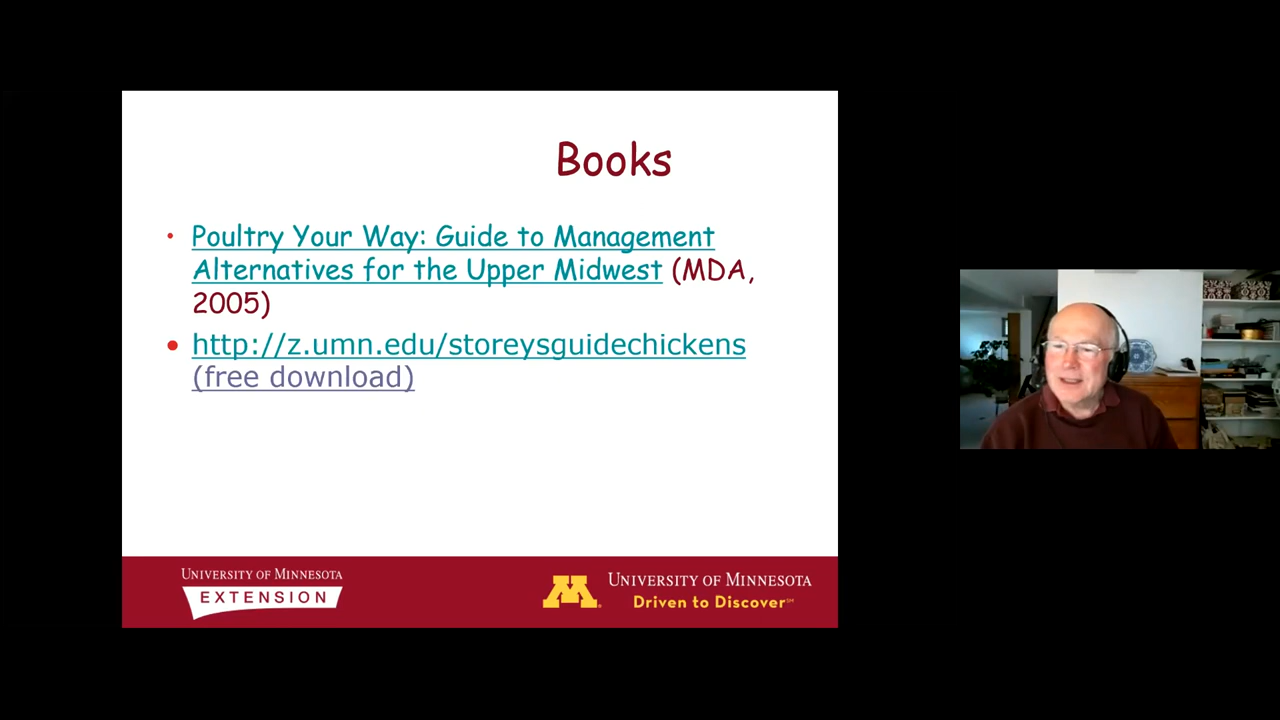 Books
• Poultry Your Way: Guide to Management
Alternatives for the Upper Midwest (MDA,
2005)
• http://z.umn.edu/storeysguidechickens
(free download)
UNIVERSITY OF MINNESOTA
EXTENSION
M
UNIVERSITY OF MINNESOTA
Driven to Discover℠